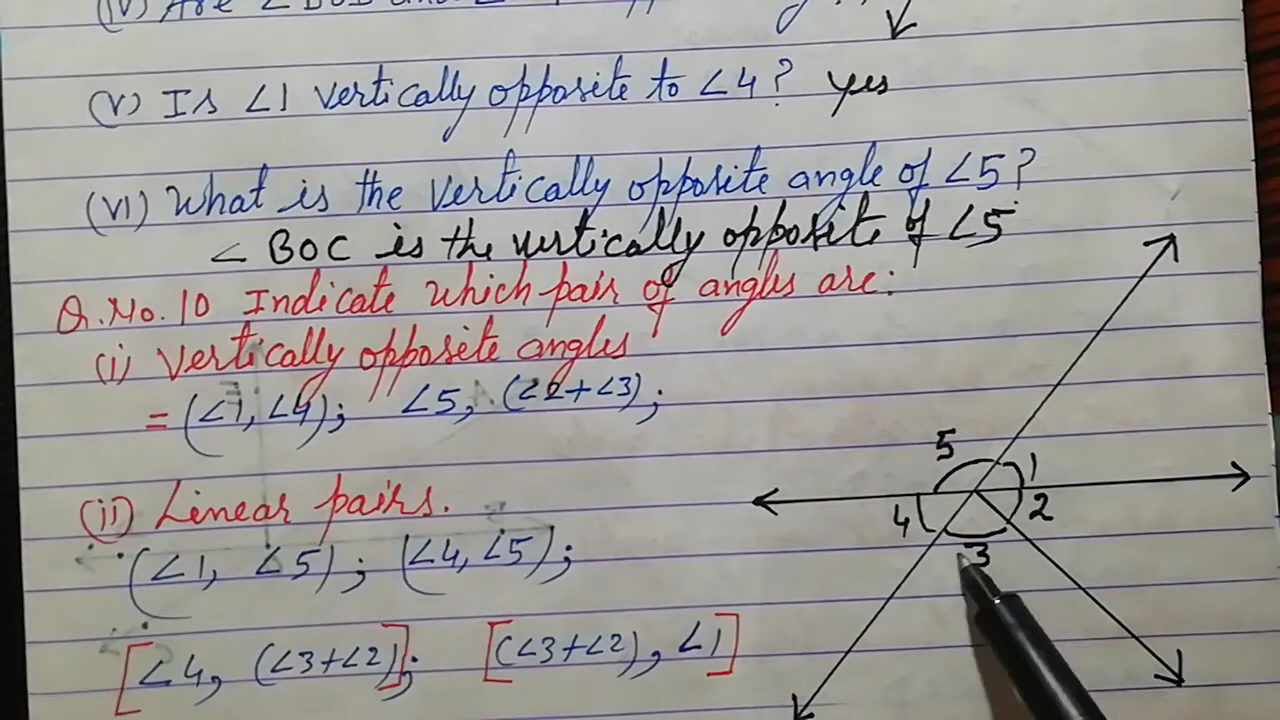 (iv) Are ∠
(v) Is ∠1 vertically opposite to ∠4? yes
(vi) What is the vertically opposite angle of ∠5?
∠BOC is the vertically opposite of ∠5
Q.No.10 Indicate which pair of angles are:
(i) Vertically opposite angles
= (∠1, ∠4); ∠5, (∠2+∠3);
(ii) Linear pairs.
(∠1, ∠5); (∠4, ∠5);
[∠4, (∠3+∠2)]; [(∠3+∠2), ∠1]
5 1
4 2
3